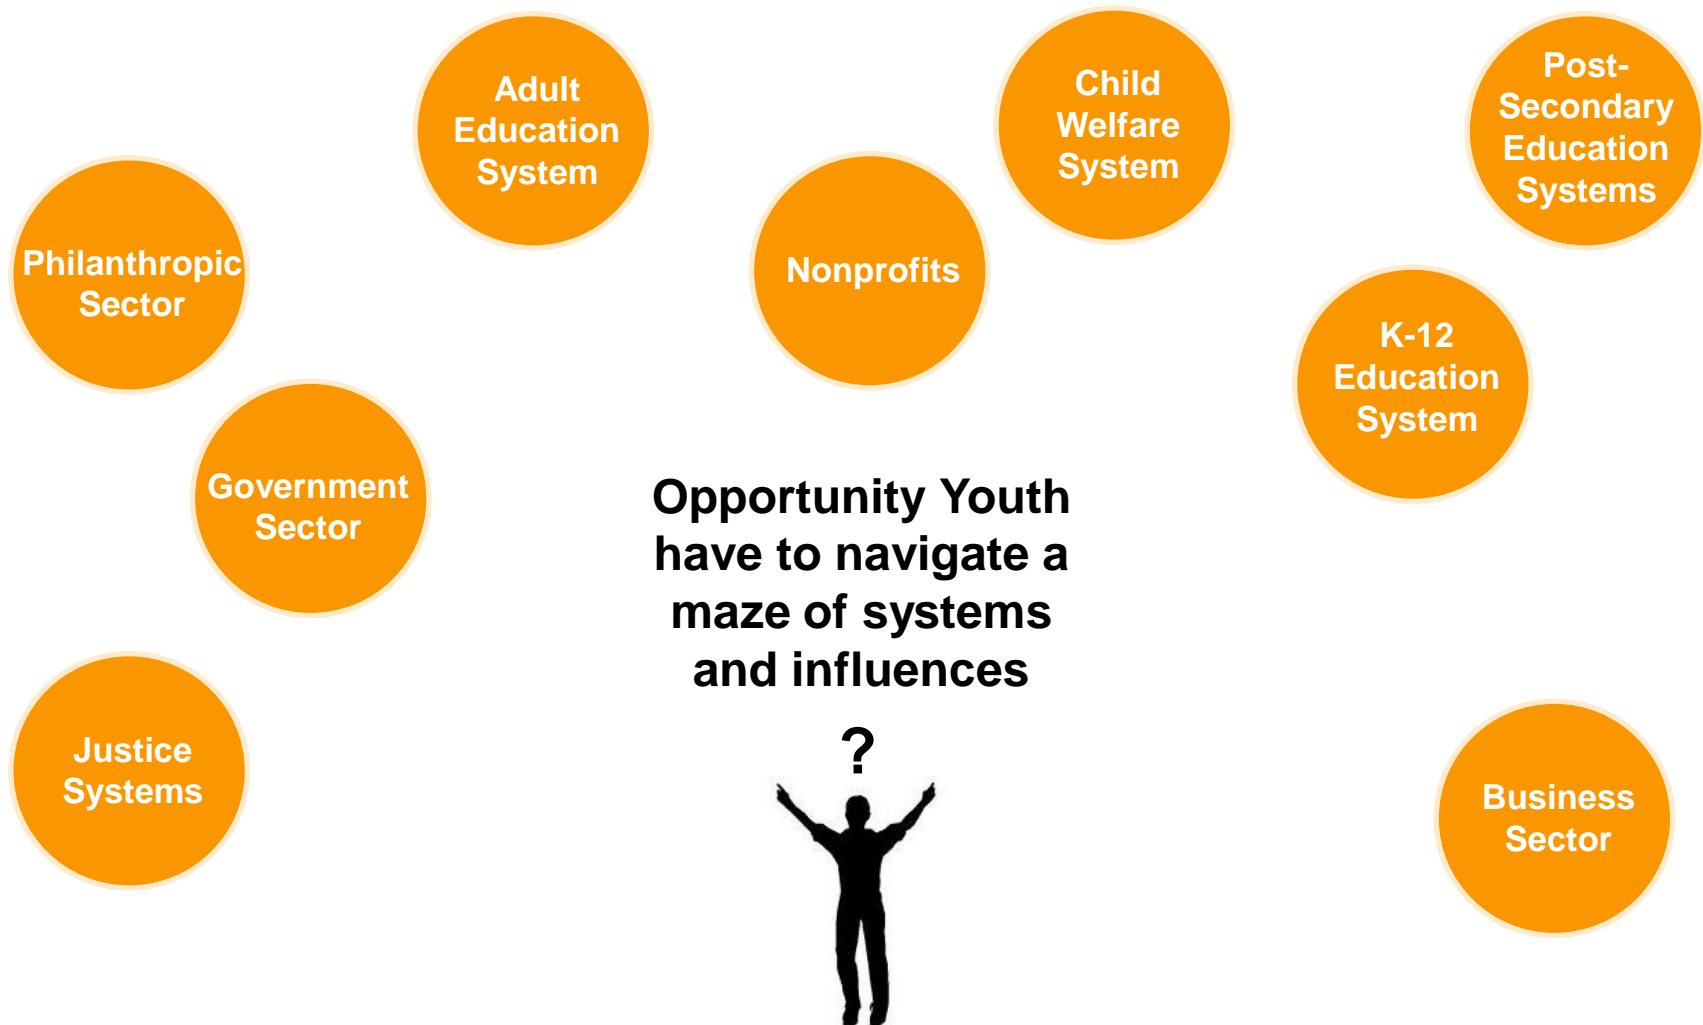 Adult
Education
System
Child
Welfare
System
Post-
Secondary
Education
Systems
Philanthropic
Sector
Nonprofits
K-12
Education
System
Government
Sector
Opportunity Youth
have to navigate a
maze of systems
and influences
?
Justice
Systems
Business
Sector